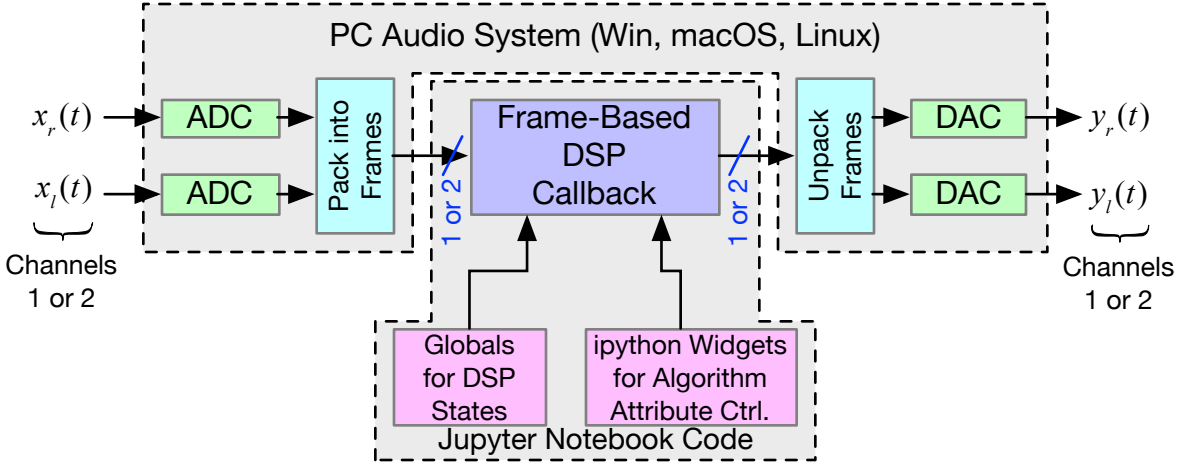 PC Audio System (Win, macOS, Linux)
x_r(t)
ADC
Pack into
Frames
1 or 2
Frame-Based
DSP
Callback
1 or 2
Unpack
Frames
DAC
y_r(t)
x_l(t)
ADC
DAC
y_l(t)
Channels
1 or 2
Channels
1 or 2
Globals
for DSP
States
ipython Widgets
for Algorithm
Attribute Ctrl.
Jupyter Notebook Code